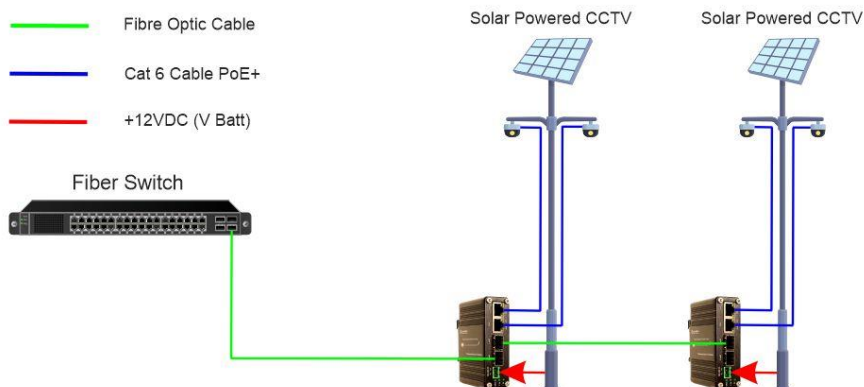 Fibre Optic Cable
Cat 6 Cable PoE+
+12VDC (V Batt)
Solar Powered CCTV
Solar Powered CCTV
Fiber Switch